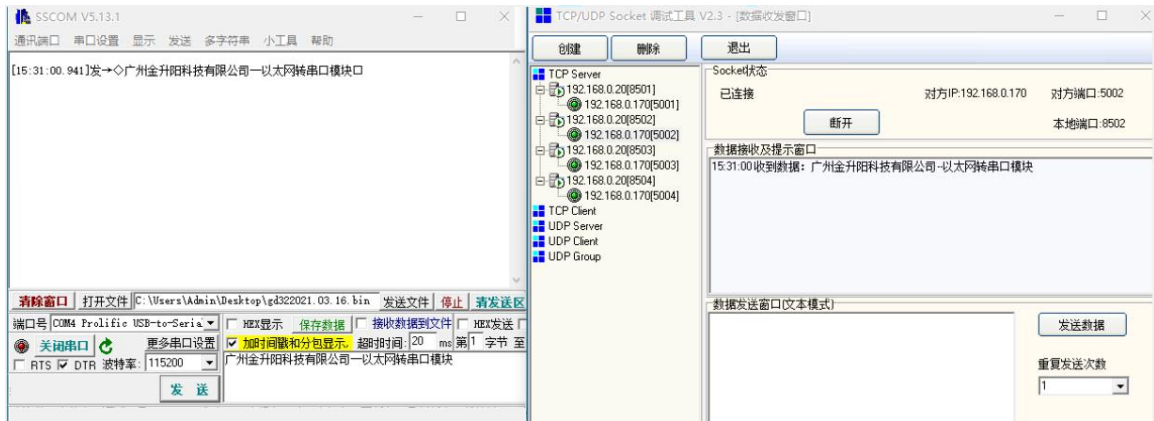 SSCOM V5.13.1
通讯端口 串口设置 显示 发送 多字符串 小工具 帮助
[15:31:00.941]发→◇广州金升阳科技有限公司—以太网转串口模块口
清除窗口 打开文件 C:\Users\Admin\Desktop\gd322021.03.16.bin 发送文件 停止 清发送区
端口号 COM4 Prolific USB-to-Seria HEX显示 保存数据 接收数据到文件 HEX发送
关闭串口 更多串口设置 加时间戳和分包显示. 超时时间: 20 ms 第1 字节 至
RTS DTR 波特率: 115200 广州金升阳科技有限公司—以太网转串口模块
发 送
TCP/UDP Socket 调试工具 V2.3 - [数据收发窗口]
创建 删除 退出
TCP Server
192.168.0.20[8501]
192.168.0.170[5001]
192.168.0.20[8502]
192.168.0.170[5002]
192.168.0.20[8503]
192.168.0.170[5003]
192.168.0.20[8504]
192.168.0.170[5004]
TCP Client
UDP Server
UDP Client
UDP Group
Socket状态
已连接 对方IP:192.168.0.170 对方端口:5002
断开 本地端口:8502
数据接收及提示窗口
15:31:00收到数据：广州金升阳科技有限公司-以太网转串口模块
数据发送窗口(文本模式)
发送数据
重复发送次数
1